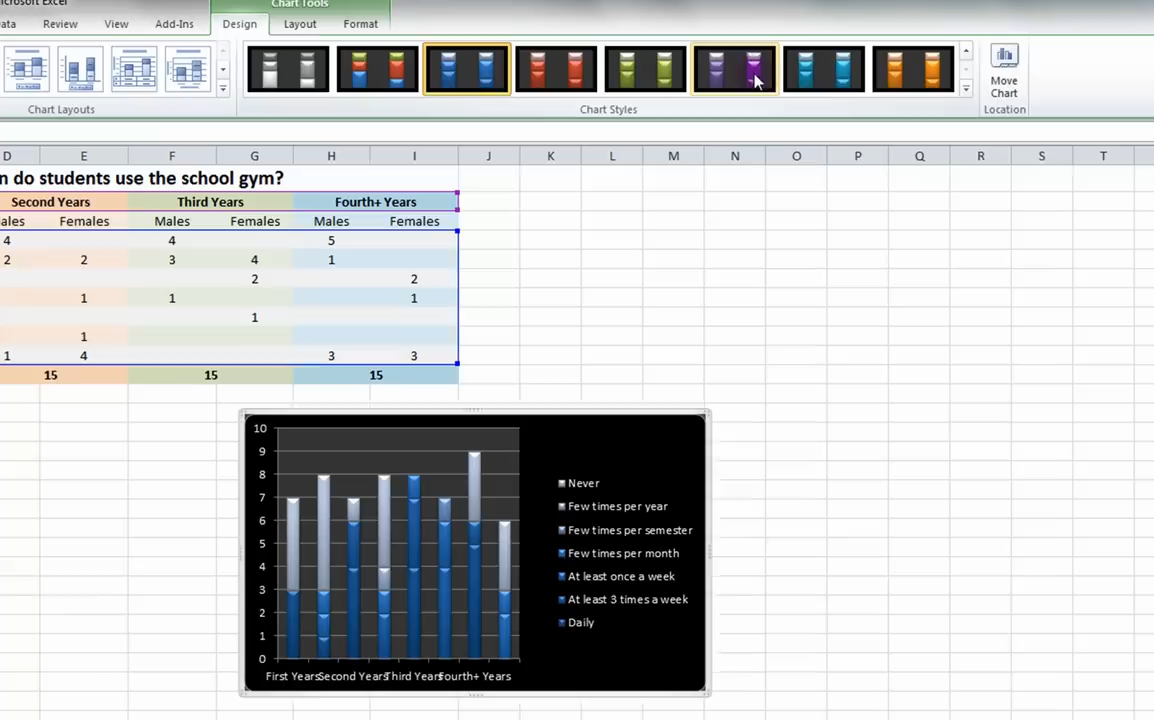 Microsoft Excel
Chart Tools
Data Review View Add-Ins Design Layout Format
Move
Chart
Chart Layouts Chart Styles Location
D E F G H I J K L M N O P Q R S T
n do students use the school gym?
Second Years Third Years Fourth+ Years
ales Females Males Females Males Females
4 4 5
2 2 3 4 1
2 2
1 1 1
1
1
1 4 3 3
15 15 15
10
9
8
7
6
5
4
3
2
1
0
First Years Second Years Third Years Fourth+ Years
Never
Few times per year
Few times per semester
Few times per month
At least once a week
At least 3 times a week
Daily